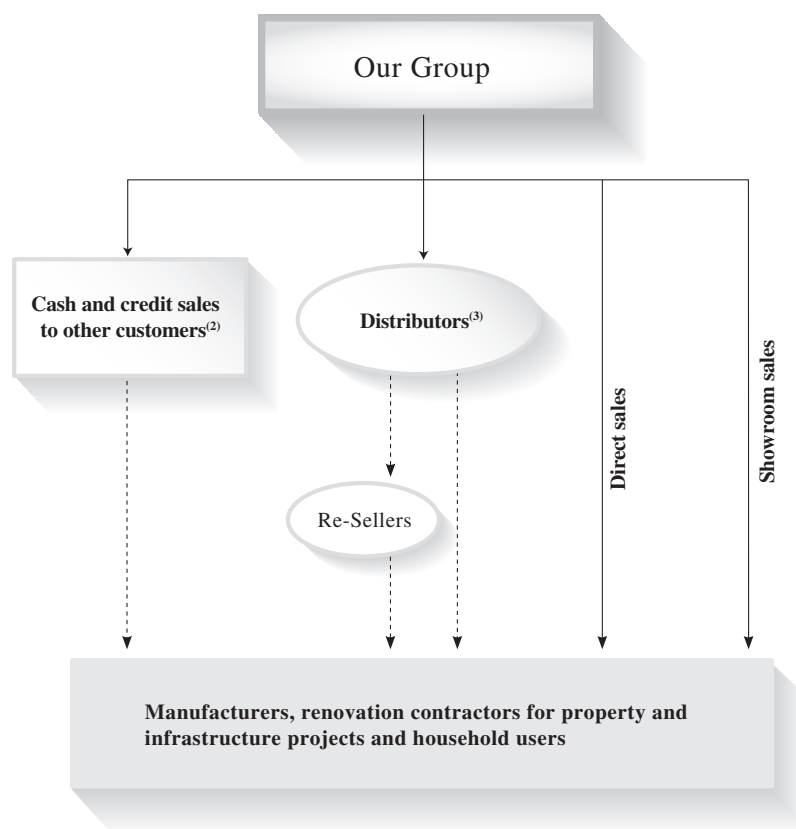 Our Group
Cash and credit sales
to other customers(2)
Distributors(3)
Direct sales
Showroom sales
Re-Sellers
Manufacturers, renovation contractors for property and
infrastructure projects and household users